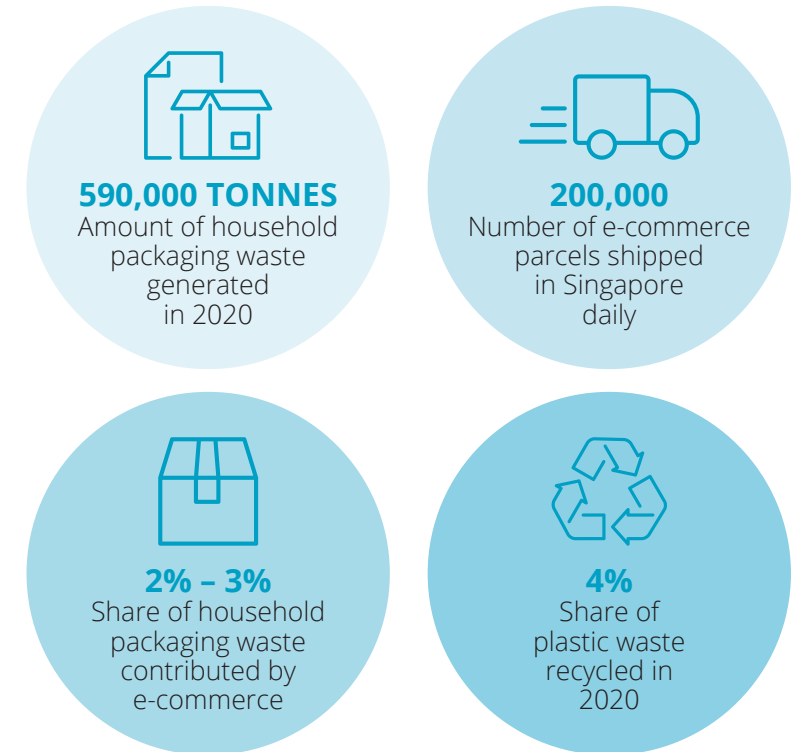 590,000 TONNES
Amount of household
packaging waste
generated
in 2020
200,000
Number of e-commerce
parcels shipped
in Singapore
daily
2% – 3%
Share of household
packaging waste
contributed by
e-commerce
4%
Share of
plastic waste
recycled in
2020